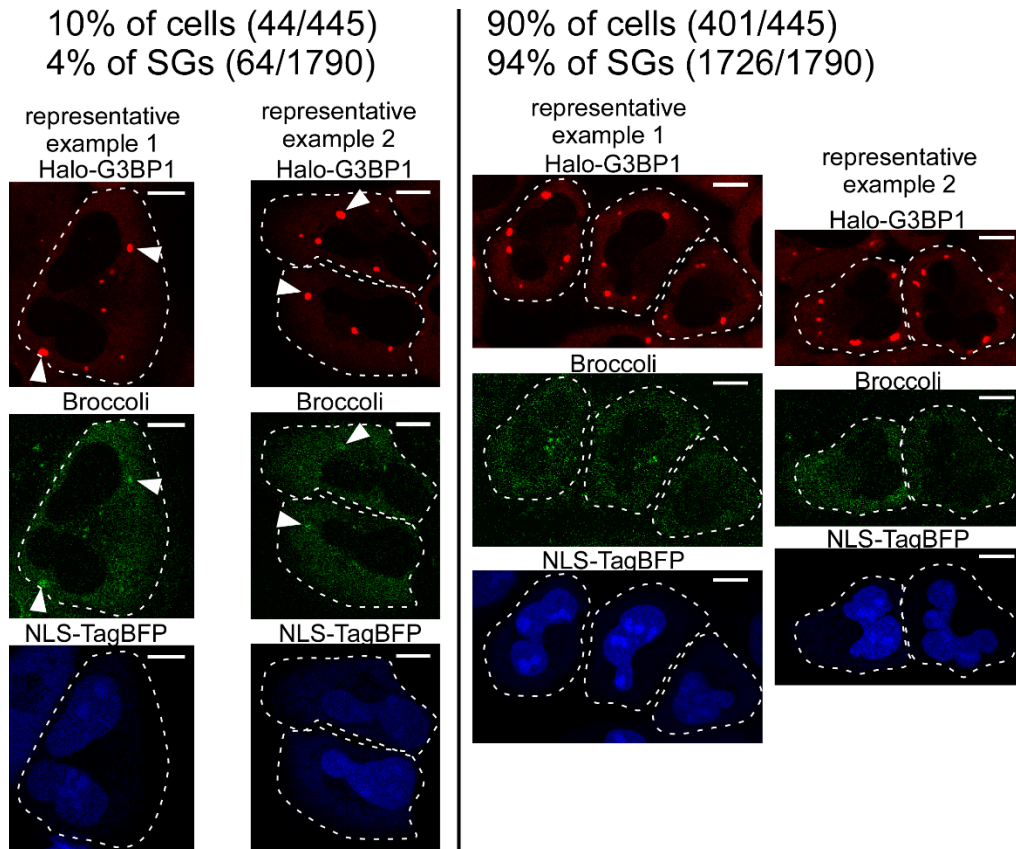 10% of cells (44/445)
4% of SGs (64/1790)
representative
example 1
Halo-G3BP1
Broccoli
NLS-TagBFP
representative
example 2
Halo-G3BP1
Broccoli
NLS-TagBFP
90% of cells (401/445)
94% of SGs (1726/1790)
representative
example 1
Halo-G3BP1
Broccoli
NLS-TagBFP
representative
example 2
Halo-G3BP1
Broccoli
NLS-TagBFP